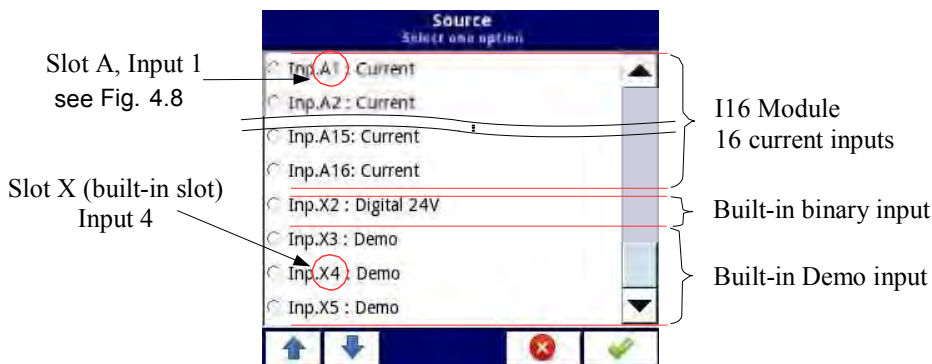 Source
Select one option
Slot A, Input 1
see Fig. 4.8
Inp.A1 : Current
Inp.A2 : Current
Inp.A15: Current
Inp.A16: Current
I16 Module
16 current inputs
Slot X (built-in slot)
Input 4
Inp.X2 : Digital 24V
Built-in binary input
Inp.X3 : Demo
Inp.X4 : Demo
Inp.X5 : Demo
Built-in Demo input